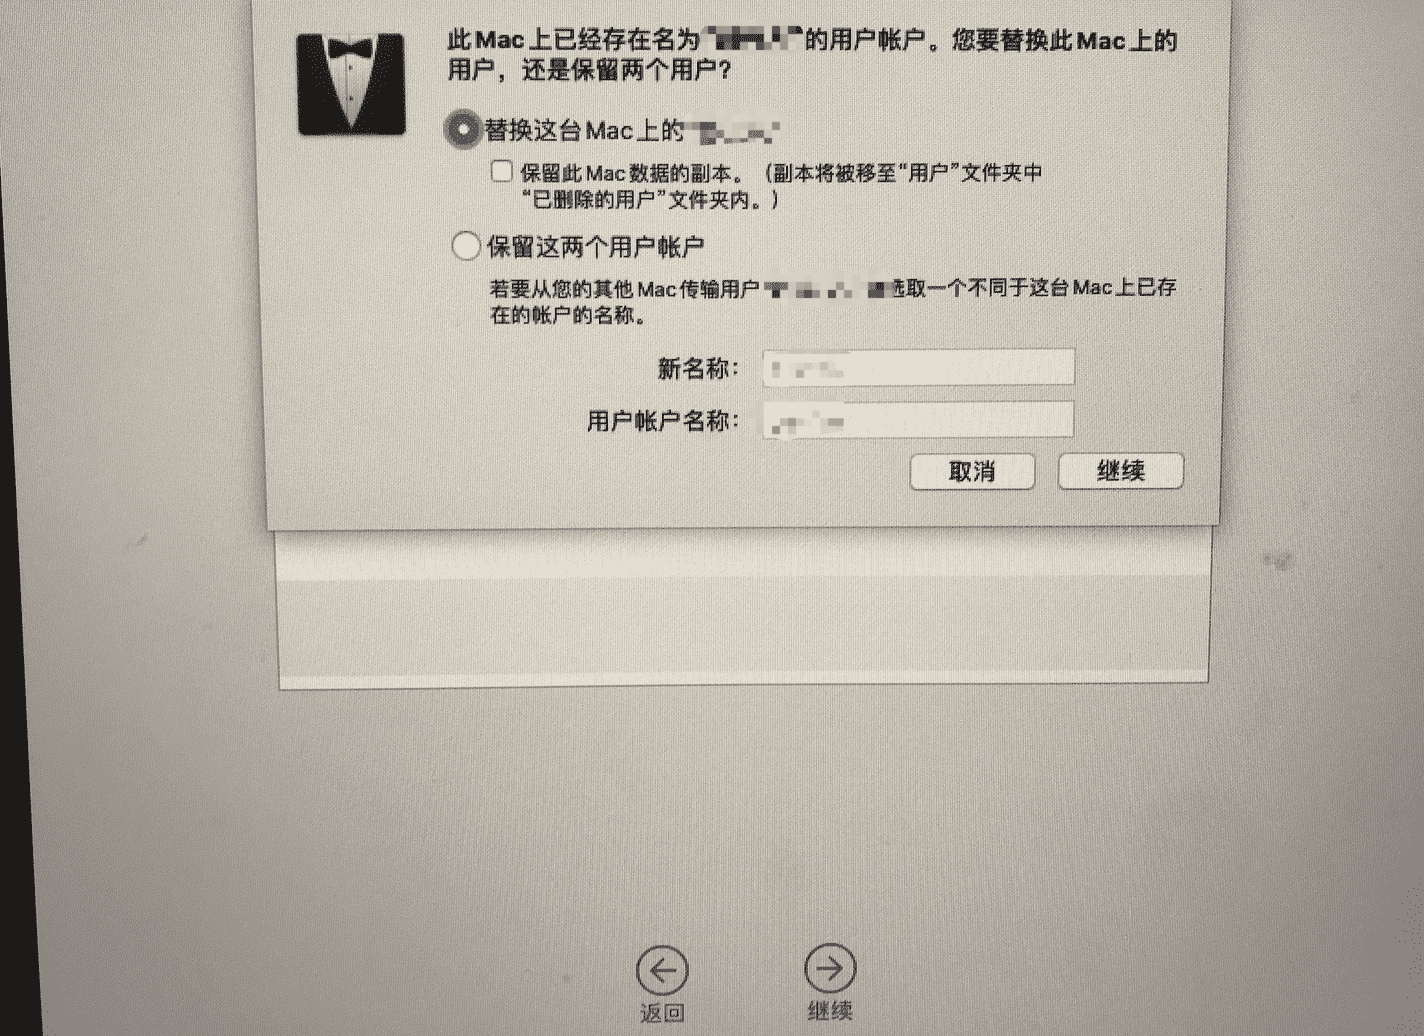 此Mac上已经存在名为 的用户帐户。您要替换此Mac上的
用户，还是保留两个用户？
替换这台Mac上的
保留此Mac数据的副本。（副本将被移至“用户”文件夹中
“已删除的用户”文件夹内。）
保留这两个用户帐户
若要从您的其他Mac传输用户 选取一个不同于这台Mac上已存
在的帐户的名称。
新名称：
用户帐户名称：
取消 继续
返回 继续